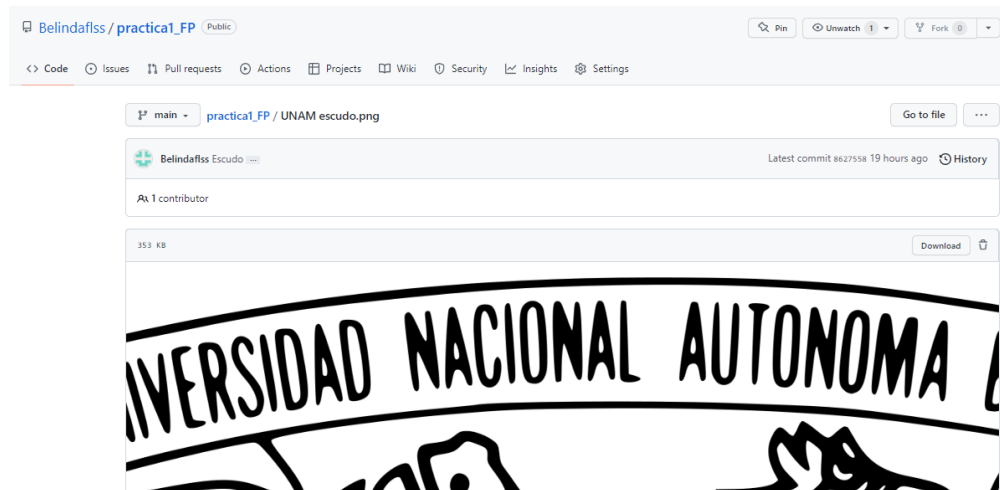 Belindaflss / practica1_FP Public
Pin Unwatch 1 Fork 0
<> Code Issues Pull requests Actions Projects Wiki Security Insights Settings
main practica1_FP / UNAM escudo.png Go to file ...
Belindaflss Escudo ... Latest commit 8627558 19 hours ago History
1 contributor
353 KB Download
NIVERSIDAD NACIONAL AUTONOMA